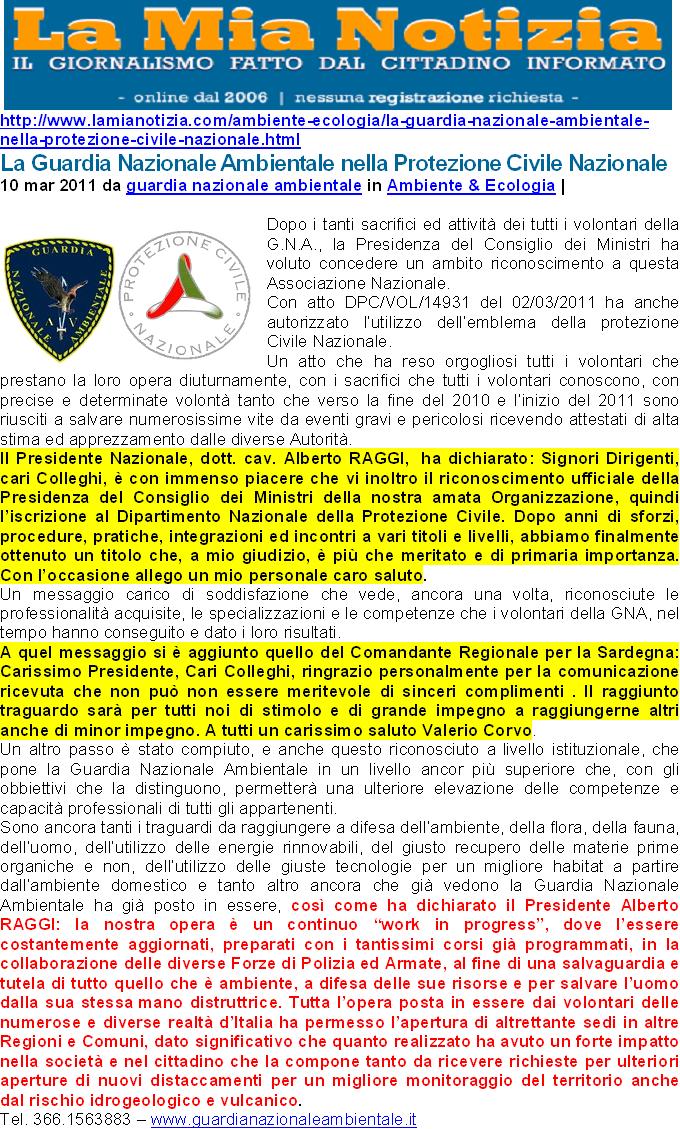 La Mia Notizia
IL GIORNALISMO FATTO DAL CITTADINO INFORMATO
- online dal 2006 | nessuna registrazione richiesta -
http://www.lamianotizia.com/ambiente-ecologia/la-guardia-nazionale-ambientale-
nella-protezione-civile-nazionale.html
La Guardia Nazionale Ambientale nella Protezione Civile Nazionale
10 mar 2011 da guardia nazionale ambientale in Ambiente & Ecologia |
GUARDIA NAZIONALE AMBIENTALE
PROTEZIONE CIVILE NAZIONALE
Dopo i tanti sacrifici ed attività dei tutti i volontari della
G.N.A., la Presidenza del Consiglio dei Ministri ha
voluto concedere un ambito riconoscimento a questa
Associazione Nazionale.
Con atto DPC/VOL/14931 del 02/03/2011 ha anche
autorizzato l'utilizzo dell'emblema della protezione
Civile Nazionale.
Un atto che ha reso orgogliosi tutti i volontari che
prestano la loro opera diuturnamente, con i sacrifici che tutti i volontari conoscono, con
precise e determinate volontà tanto che verso la fine del 2010 e l'inizio del 2011 sono
riusciti a salvare numerosissime vite da eventi gravi e pericolosi ricevendo attestati di alta
stima ed apprezzamento dalle diverse Autorità.
Il Presidente Nazionale, dott. cav. Alberto RAGGI, ha dichiarato: Signori Dirigenti,
cari Colleghi, è con immenso piacere che vi inoltro il riconoscimento ufficiale della
Presidenza del Consiglio dei Ministri della nostra amata Organizzazione, quindi
l'iscrizione al Dipartimento Nazionale della Protezione Civile. Dopo anni di sforzi,
procedure, pratiche, integrazioni ed incontri a vari titoli e livelli, abbiamo finalmente
ottenuto un titolo che, a mio giudizio, è più che meritato e di primaria importanza.
Con l'occasione allego un mio personale caro saluto.
Un messaggio carico di soddisfazione che vede, ancora una volta, riconosciute le
professionalità acquisite, le specializzazioni e le competenze che i volontari della GNA, nel
tempo hanno conseguito e dato i loro risultati.
A quel messaggio si è aggiunto quello del Comandante Regionale per la Sardegna:
Carissimo Presidente, Cari Colleghi, ringrazio personalmente per la comunicazione
ricevuta che non può non essere meritevole di sinceri complimenti . Il raggiunto
traguardo sarà per tutti noi di stimolo e di grande impegno a raggiungerne altri
anche di minor impegno. A tutti un carissimo saluto Valerio Corvo.
Un altro passo è stato compiuto, e anche questo riconosciuto a livello istituzionale, che
pone la Guardia Nazionale Ambientale in un livello ancor più superiore che, con gli
obbiettivi che la distinguono, permetterà una ulteriore elevazione delle competenze e
capacità professionali di tutti gli appartenenti.
Sono ancora tanti i traguardi da raggiungere a difesa dell'ambiente, della flora, della fauna,
dell'uomo, dell'utilizzo delle energie rinnovabili, del giusto recupero delle materie prime
organiche e non, dell'utilizzo delle giuste tecnologie per un migliore habitat a partire
dall'ambiente domestico e tanto altro ancora che già vedono la Guardia Nazionale
Ambientale ha già posto in essere, così come ha dichiarato il Presidente Alberto
RAGGI: la nostra opera è un continuo "work in progress", dove l'essere
costantemente aggiornati, preparati con i tantissimi corsi già programmati, in la
collaborazione delle diverse Forze di Polizia ed Armate, al fine di una salvaguardia e
tutela di tutto quello che è ambiente, a difesa delle sue risorse e per salvare l'uomo
dalla sua stessa mano distruttrice. Tutta l'opera posta in essere dai volontari delle
numerose e diverse realtà d'Italia ha permesso l'apertura di altrettante sedi in altre
Regioni e Comuni, dato significativo che quanto realizzato ha avuto un forte impatto
nella società e nel cittadino che la compone tanto da ricevere richieste per ulteriori
aperture di nuovi distaccamenti per un migliore monitoraggio del territorio anche
dal rischio idrogeologico e vulcanico.
Tel. 366.1563883 – www.guardianazionaleambientale.it